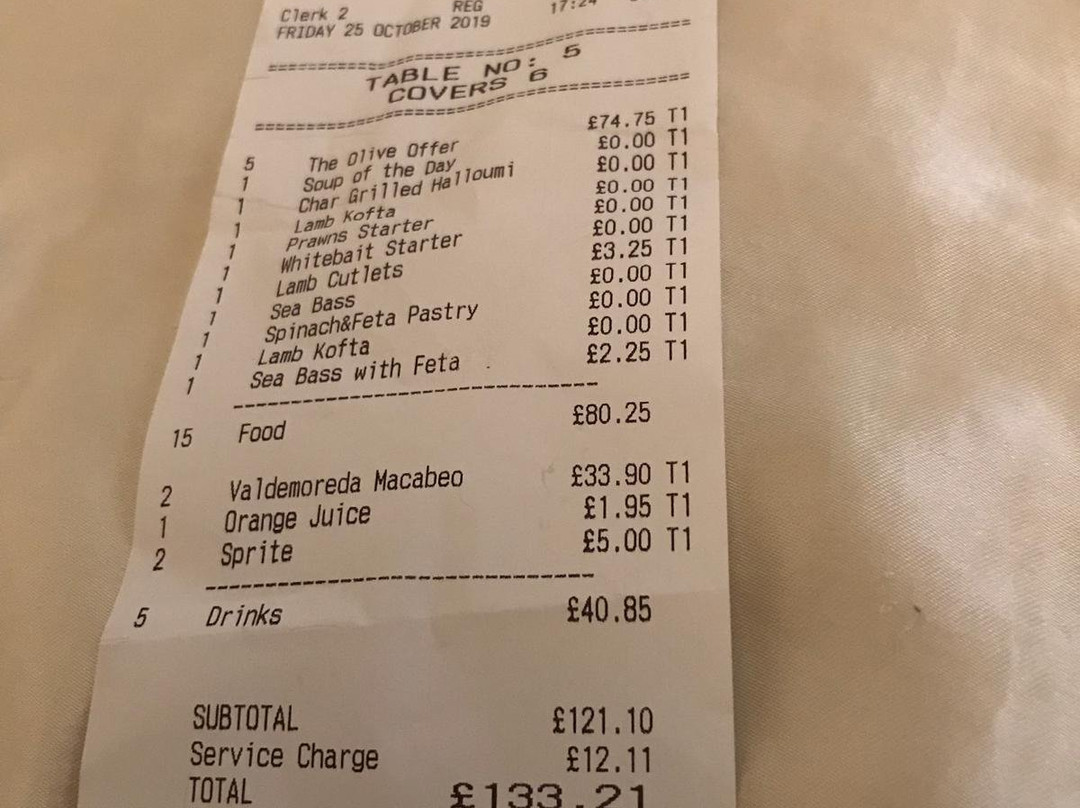 Clerk 2 REG 17:24
FRIDAY 25 OCTOBER 2019
TABLE NO: 5
COVERS 6
5 The Olive Offer £74.75 T1
1 Soup of the Day £0.00 T1
1 Char Grilled Halloumi £0.00 T1
1 Lamb Kofta £0.00 T1
1 Prawns Starter £0.00 T1
1 Whitebait Starter £0.00 T1
1 Lamb Cutlets £3.25 T1
1 Sea Bass £0.00 T1
1 Spinach&Feta Pastry £0.00 T1
1 Lamb Kofta £0.00 T1
1 Sea Bass with Feta £2.25 T1
15 Food £80.25
2 Valdemoreda Macabeo £33.90 T1
1 Orange Juice £1.95 T1
2 Sprite £5.00 T1
5 Drinks £40.85
SUBTOTAL £121.10
Service Charge £12.11
TOTAL £133.21